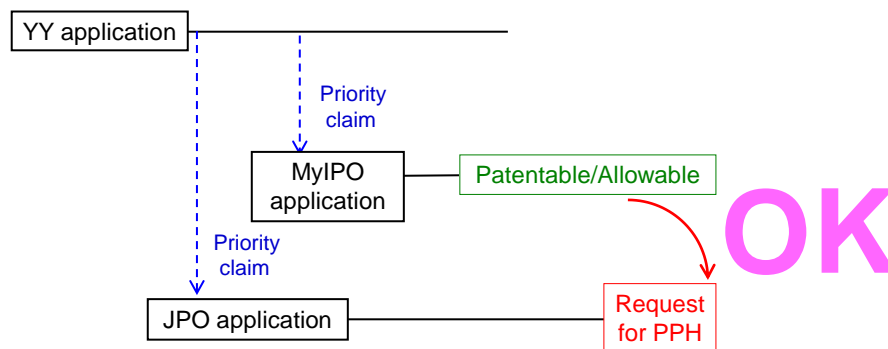 YY application
Priority
claim
MyIPO
application
Patentable/Allowable
OK
Priority
claim
JPO application
Request
for PPH